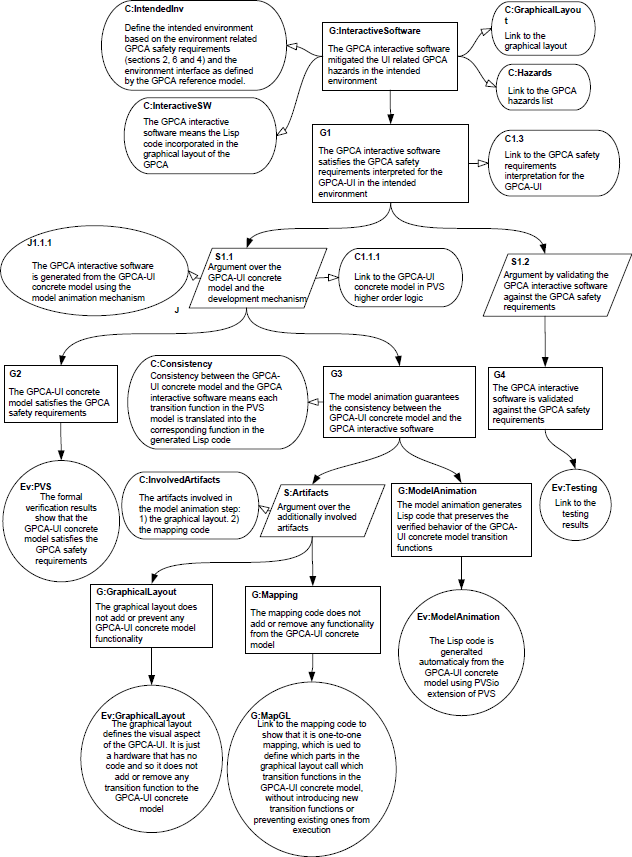 C:IntendedInv
Define the intended environment
based on the environment related
GPCA safety requirements
(sections 2, 6 and 4) and the
environment interface as defined
by the GPCA reference model.
G:InteractiveSoftware
The GPCA interactive software
mitigated the UI related GPCA
hazards in the intended
environment
C:GraphicalLayou
t
Link to the
graphical layout
C:Hazards
Link to the GPCA
hazards list
C:InteractiveSW
The GPCA interactive
software means the Lisp
code incorporated in the
graphical layout of the
GPCA
G1
The GPCA interactive software
satisfies the GPCA safety
requirements interpreted for the
GPCA-UI in the intended
environment
C1.3
Link to the GPCA safety
requirements
interpretation for the
GPCA-UI
J1.1.1
The GPCA interactive software
is generated from the GPCA-UI
concrete model using the
model animation mechanism
J
S1.1
Argument over the
GPCA-UI concrete
model and the
development mechanism
C1.1.1
Link to the GPCA-UI
concrete model in PVS
higher order logic
S1.2
Argument by validating the
GPCA interactive software
against the GPCA safety
requirements
G2
The GPCA-UI concrete
model satisfies the GPCA
safety requirements
C:Consistency
Consistency between the GPCA-
UI concrete model and the GPCA
interactive software means each
transition function in the PVS
model is translated into the
corresponding function in the
generated Lisp code
G3
The model animation guarantees
the consistency between the
GPCA-UI concrete model and the
GPCA interactive software
G4
The GPCA interactive
software is validated
against the GPCA safety
requirements
Ev:PVS
The formal
verification results
show that the
GPCA-UI concrete
model satisfies the
GPCA safety
requirements
C:InvolvedArtifacts
The artifacts involved in
the model animation step:
1) the graphical layout. 2)
the mapping code
S:Artifacts
Argument over the
additionally involved
artifacts
G:ModelAnimation
The model animation generates
Lisp code that preserves the
verified behavior of the GPCA-
UI concrete model transition
functions
Ev:Testing
Link to the
testing
results
G:GraphicalLayout
The graphical layout does
not add or prevent any
GPCA-UI concrete model
functionality
G:Mapping
The mapping code does not
add or remove any functionality
from the GPCA-UI concrete
model
Ev:ModelAnimation
The Lisp code is
generalted
automaticaly from the
GPCA-UI concrete
model using PVSio
extension of PVS
Ev:GraphicalLayout
The graphical layout
defines the visual aspect
of the GPCA-UI. It is just
a hardware that has no
code and so it does not
add or remove any
transition function to the
GPCA-UI concrete
model
G:MapGL
Link to the mapping code to
show that it is one-to-one
mapping, which is ued to
define which parts in the
graphical layout call which
transition functions in the
GPCA-UI concrete model,
without introducing new
transition functions or
preventing existing ones from
execution